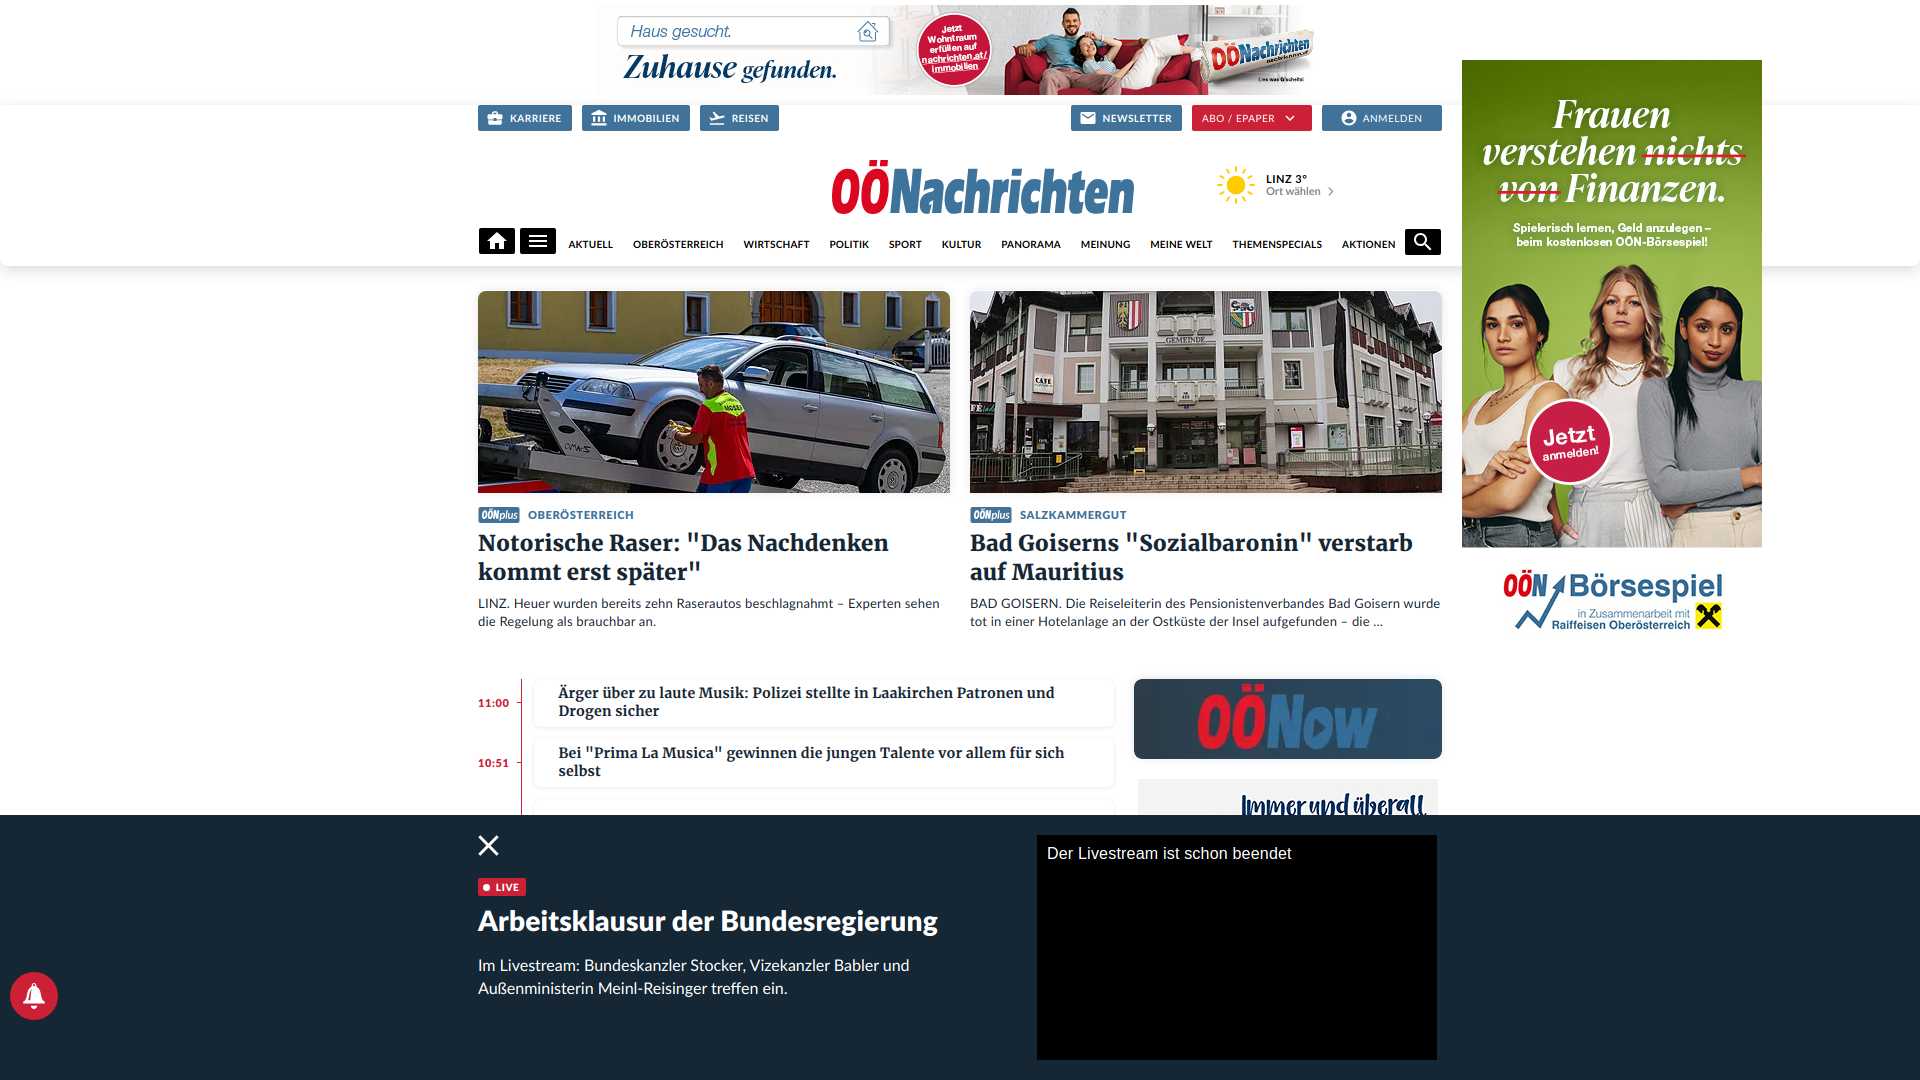 Haus gesucht.
Zuhause gefunden.
Jetzt
Wohntraum
erfüllen auf
nachrichten.at/
immobilien
OÖNachrichten
Lies was G'scheits!
KARRIERE
IMMOBILIEN
REISEN
NEWSLETTER
ABO / EPAPER
ANMELDEN
OÖNachrichten
LINZ 3°
Ort wählen
AKTUELL
OBERÖSTERREICH
WIRTSCHAFT
POLITIK
SPORT
KULTUR
PANORAMA
MEINUNG
MEINE WELT
THEMENSPECIALS
AKTIONEN
Frauen
verstehen nichts
von Finanzen.
Spielerisch lernen, Geld anzulegen –
beim kostenlosen OÖN-Börsespiel!
Jetzt
anmelden!
OÖN Börsespiel
in Zusammenarbeit mit
Raiffeisen Oberösterreich
MOSER
GEMEINDE
CAFE
OÖNplus OBERÖSTERREICH
Notorische Raser: "Das Nachdenken
kommt erst später"
LINZ. Heuer wurden bereits zehn Raserautos beschlagnahmt – Experten sehen
die Regelung als brauchbar an.
OÖNplus SALZKAMMERGUT
Bad Goiserns "Sozialbaronin" verstarb
auf Mauritius
BAD GOISERN. Die Reiseleiterin des Pensionistenverbandes Bad Goisern wurde
tot in einer Hotelanlage an der Ostküste der Insel aufgefunden – die ...
11:00
Ärger über zu laute Musik: Polizei stellte in Laakirchen Patronen und
Drogen sicher
10:51
Bei "Prima La Musica" gewinnen die jungen Talente vor allem für sich
selbst
OÖNow
Immer und überall
LIVE
Arbeitsklausur der Bundesregierung
Im Livestream: Bundeskanzler Stocker, Vizekanzler Babler und
Außenministerin Meinl-Reisinger treffen ein.
Der Livestream ist schon beendet